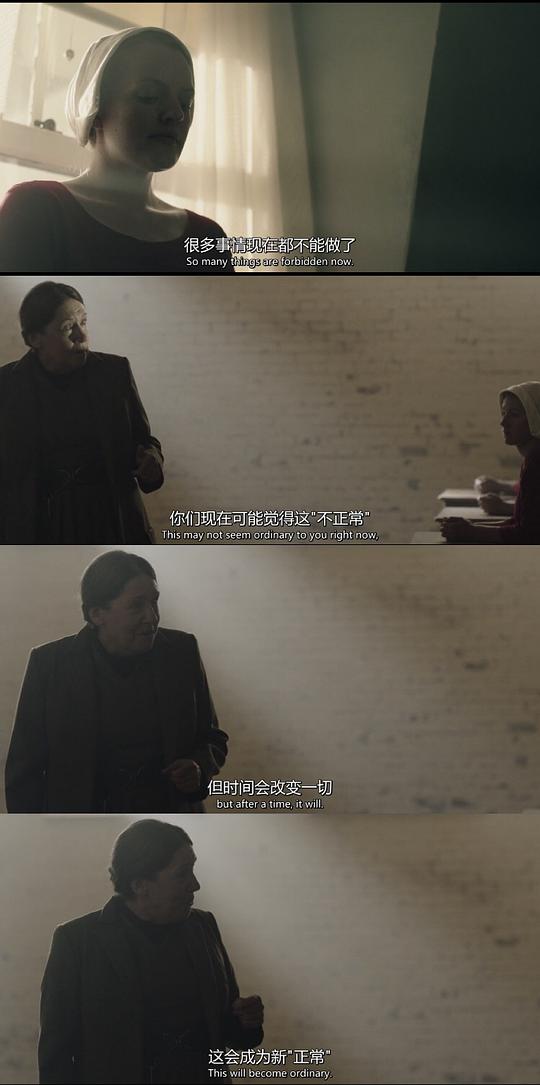 很多事情现在都不能做了
So many things are forbidden now.
你们现在可能觉得这"不正常"
This may not seem ordinary to you right now,
但时间会改变一切
but after a time, it will.
这会成为新"正常"
This will become ordinary.